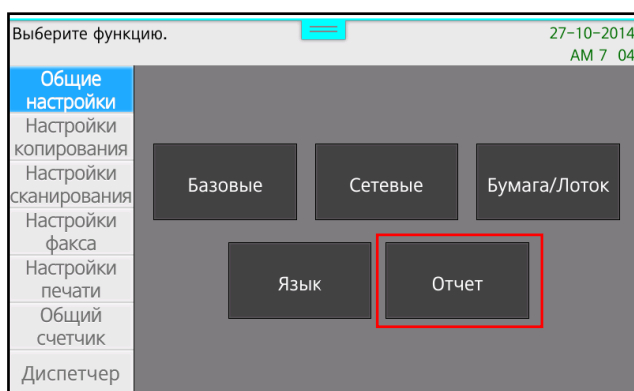 Выберите функцию.
27-10-2014
AM 7 04
Общие
настройки
Настройки
копирования
Настройки
сканирования
Настройки
факса
Настройки
печати
Общий
счетчик
Диспетчер
Базовые
Сетевые
Бумага/Лоток
Язык
Отчет